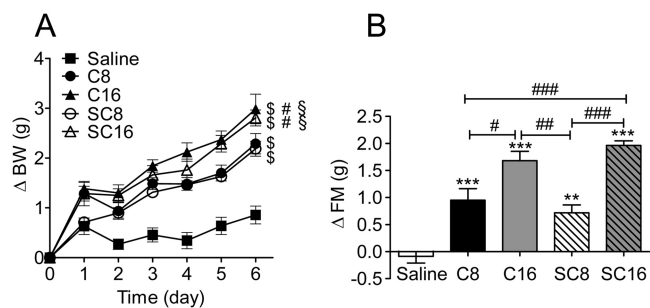 A
Saline
C8
C16
SC8
SC16
Δ BW (g)
4
3
2
1
0
$ # §
$ # §
$
$
0 1 2 3 4 5 6
Time (day)
B
###
# ## ###
*** *** ** ***
Δ FM (g)
2.5
2.0
1.5
1.0
0.5
0.0
-0.5
Saline C8 C16 SC8 SC16